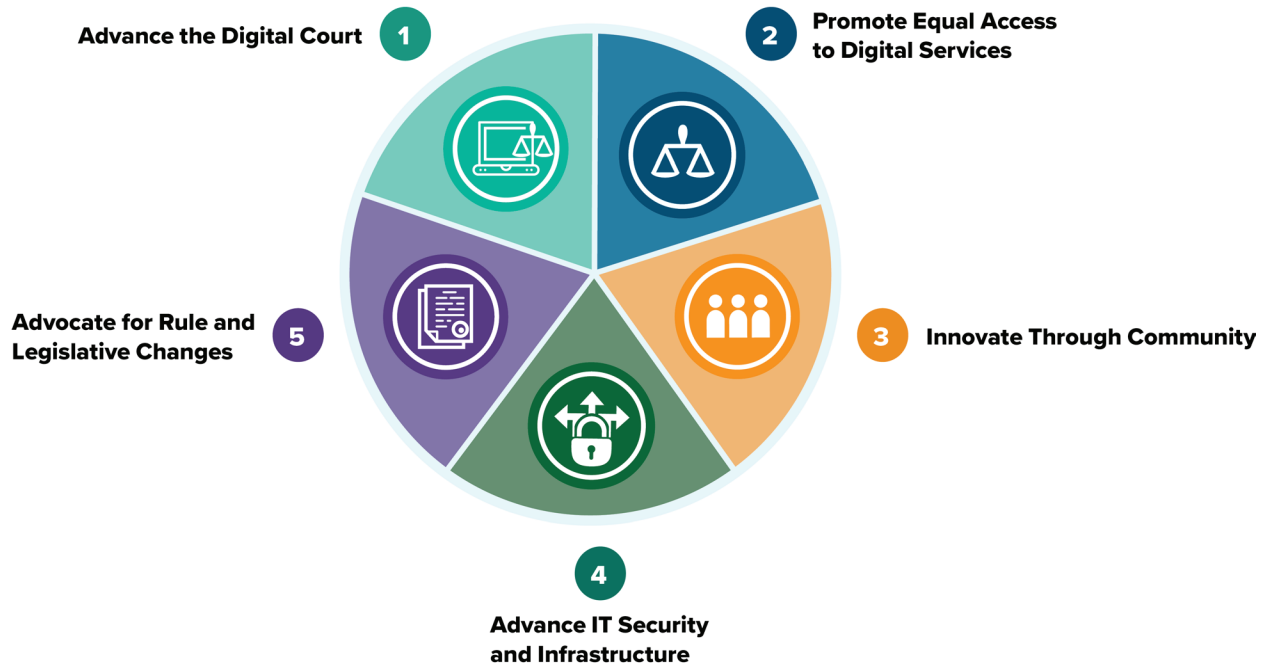 Advance the Digital Court
1
2
Promote Equal Access
to Digital Services
3
Innovate Through Community
4
Advance IT Security
and Infrastructure
5
Advocate for Rule and
Legislative Changes